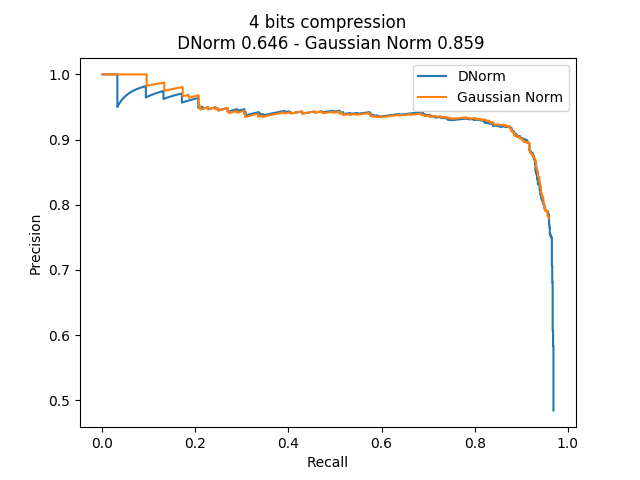 4 bits compression
DNorm 0.646 - Gaussian Norm 0.859
DNorm
Gaussian Norm
1.0
0.9
0.8
0.7
0.6
0.5
Precision
0.0 0.2 0.4 0.6 0.8 1.0
Recall